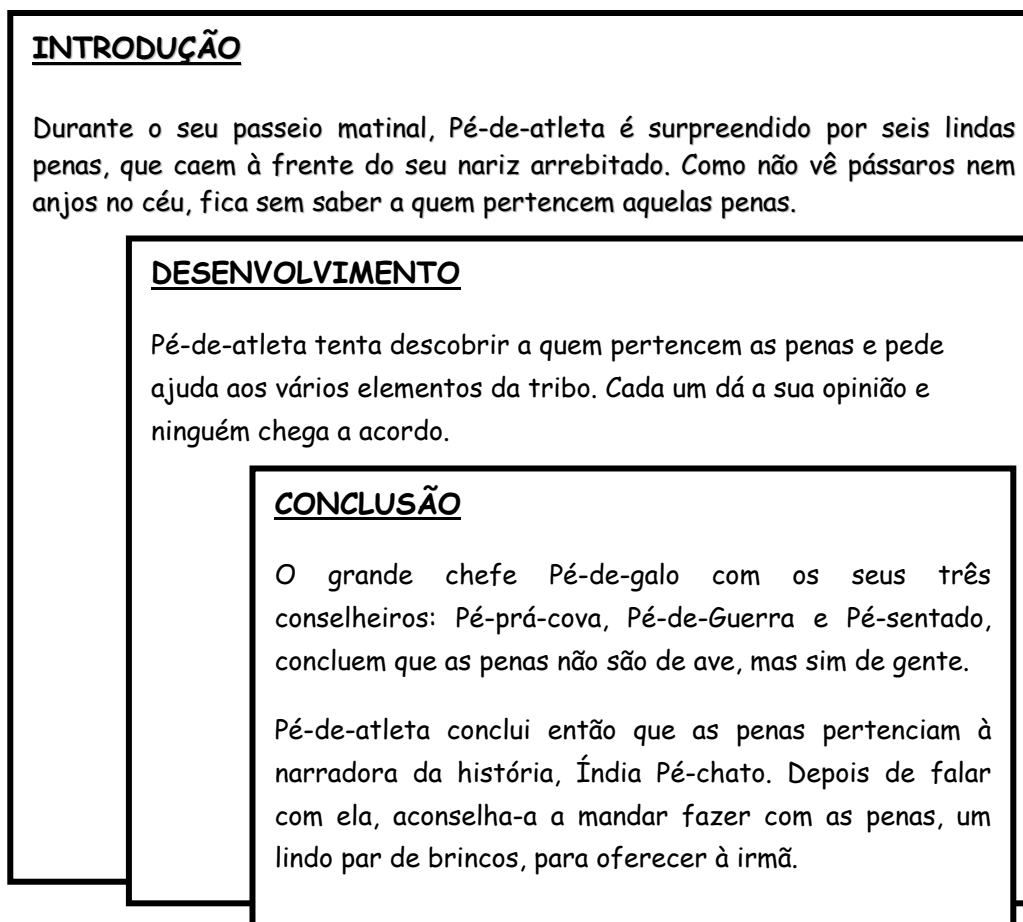 INTRODUÇÃO
Durante o seu passeio matinal, Pé-de-atleta é surpreendido por seis lindas
penas, que caem à frente do seu nariz arrebitado. Como não vê pássaros nem
anjos no céu, fica sem saber a quem pertencem aquelas penas.
DESENVOLVIMENTO
Pé-de-atleta tenta descobrir a quem pertencem as penas e pede
ajuda aos vários elementos da tribo. Cada um dá a sua opinião e
ninguém chega a acordo.
CONCLUSÃO
O grande chefe Pé-de-galo com os seus três
conselheiros: Pé-prá-cova, Pé-de-Guerra e Pé-sentado,
concluem que as penas não são de ave, mas sim de gente.
Pé-de-atleta conclui então que as penas pertenciam à
narradora da história, Índia Pé-chato. Depois de falar
com ela, aconselha-a a mandar fazer com as penas, um
lindo par de brincos, para oferecer à irmã.